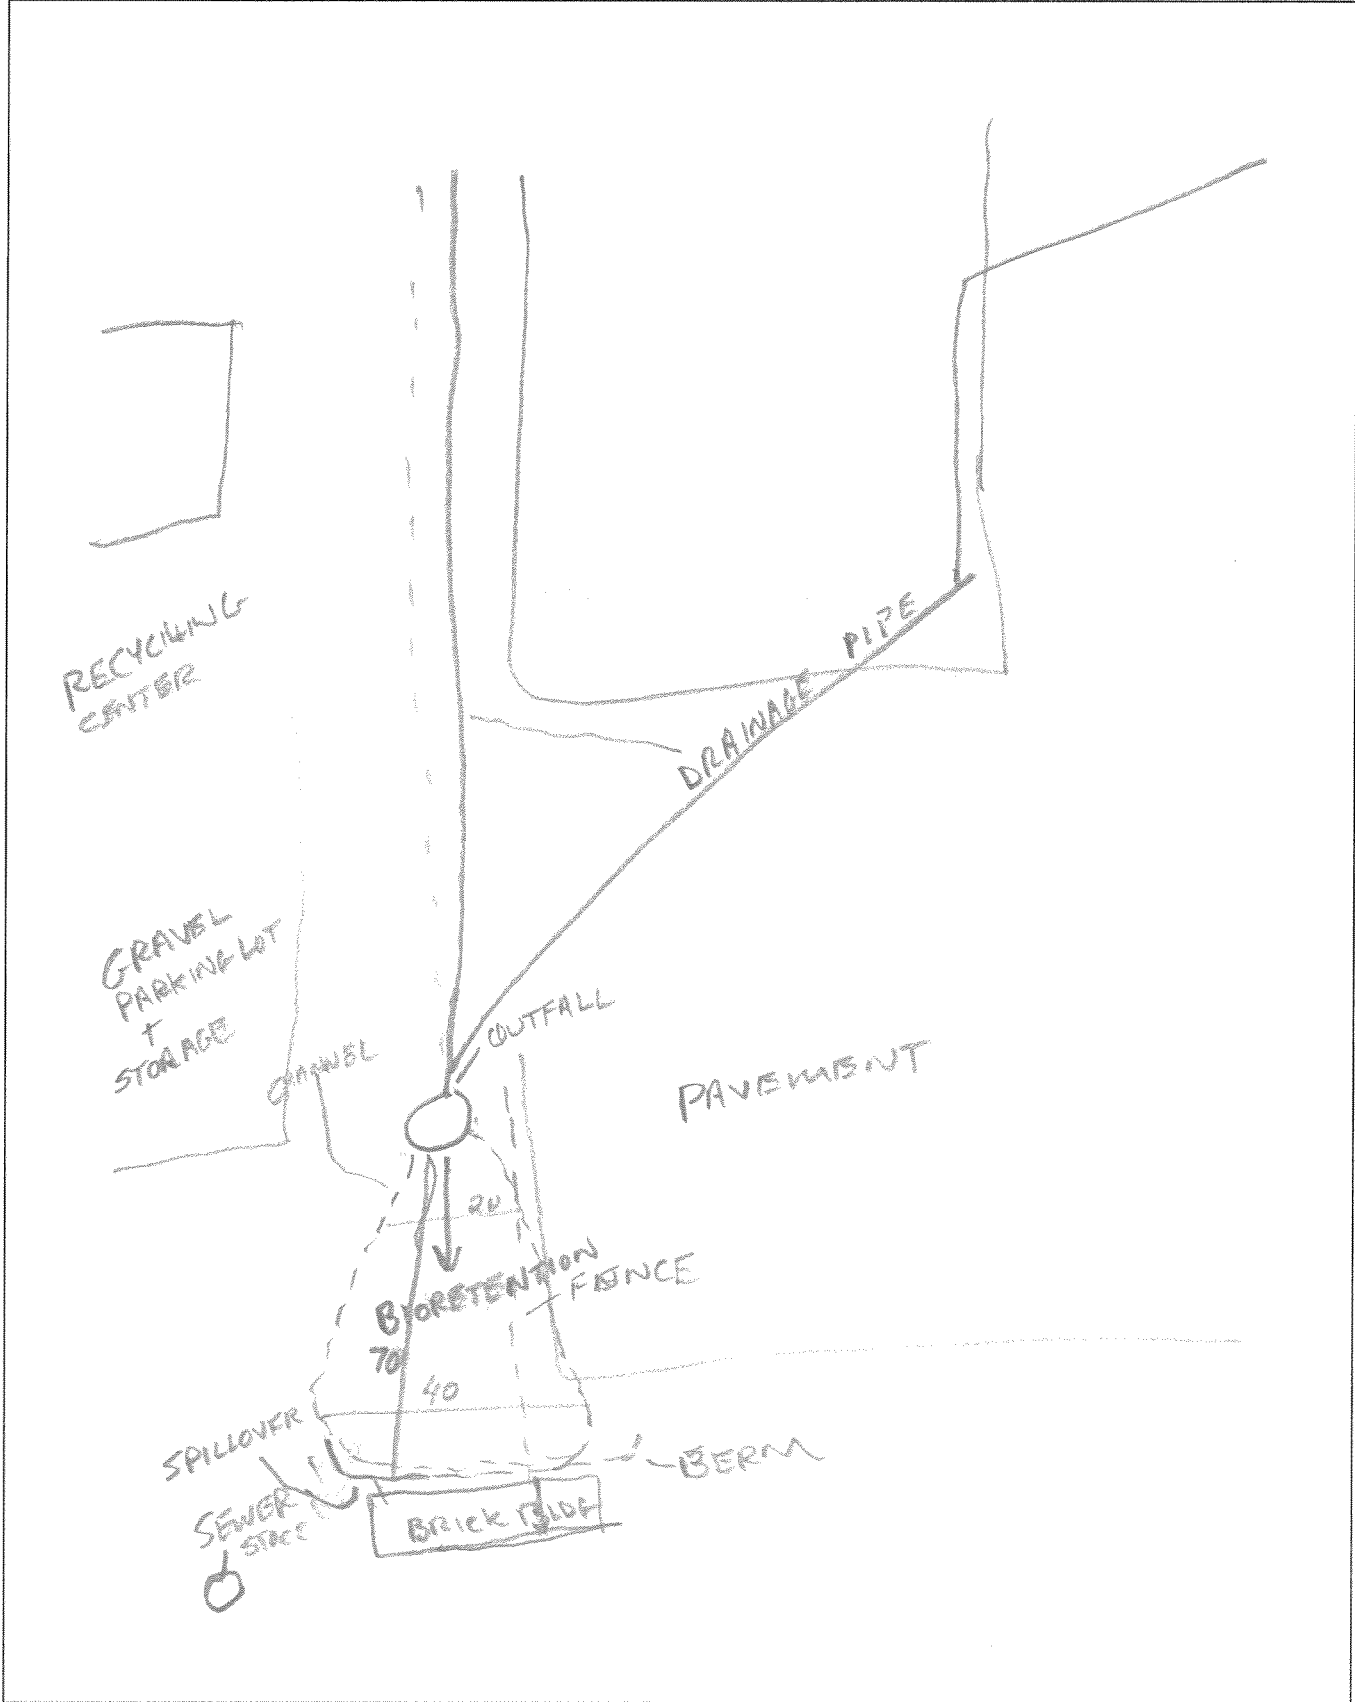 RECYCLING
CENTER
DRAINAGE PIPE
GRAVEL
PARKING LOT
+
STORAGE
CHANNEL
OUTFALL
PAVEMENT
20
BIORETENTION
FENCE
70
40
SPILLOVER
BERM
SEWER
BRICK BLDG